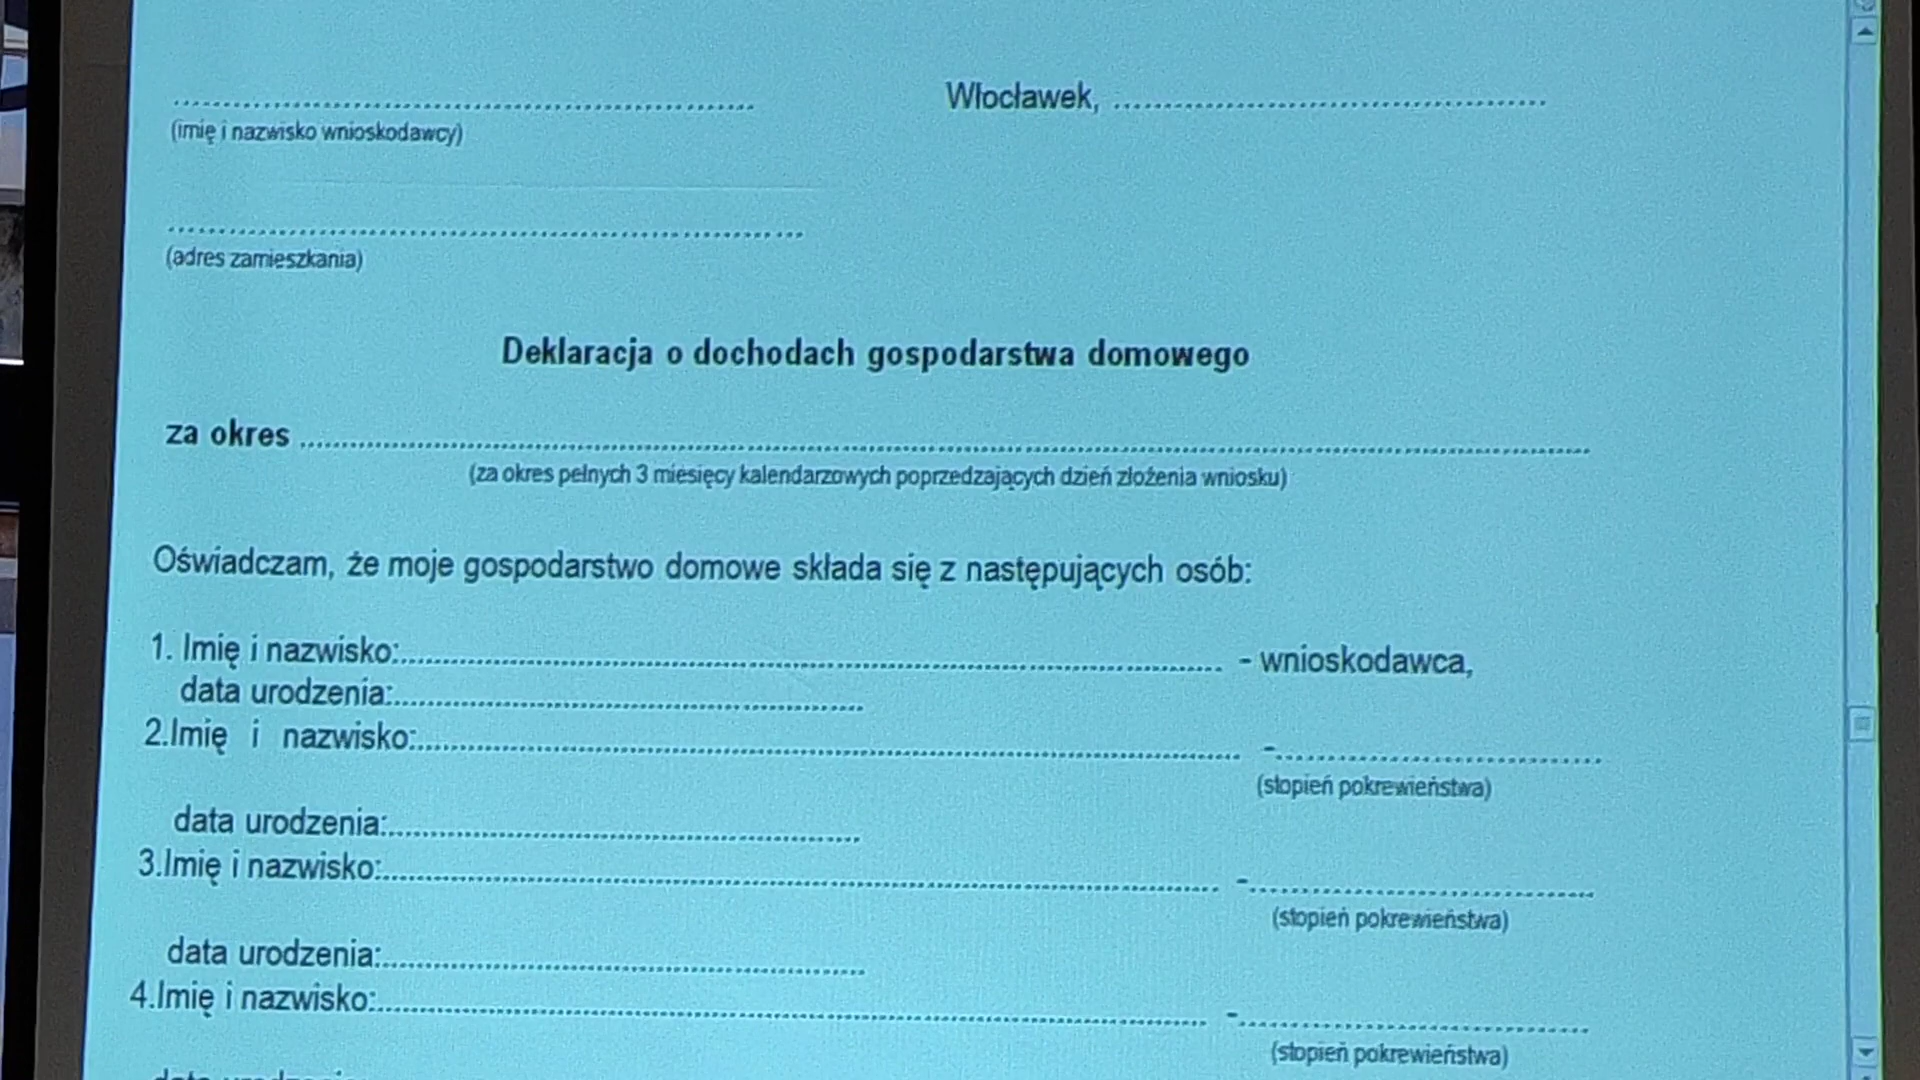 Włocławek, ........................................
........................................
(imię i nazwisko wnioskodawcy)
........................................
(adres zamieszkania)
Deklaracja o dochodach gospodarstwa domowego
za okres ........................................
(za okres pełnych 3 miesięcy kalendarzowych poprzedzających dzień złożenia wniosku)
Oświadczam, że moje gospodarstwo domowe składa się z następujących osób:
1. Imię i nazwisko:........................................ - wnioskodawca,
data urodzenia:........................................
2.Imię i nazwisko:........................................ -........................................
(stopień pokrewieństwa)
data urodzenia:........................................
3.Imię i nazwisko:........................................ -........................................
(stopień pokrewieństwa)
data urodzenia:........................................
4.Imię i nazwisko:........................................ -........................................
(stopień pokrewieństwa)